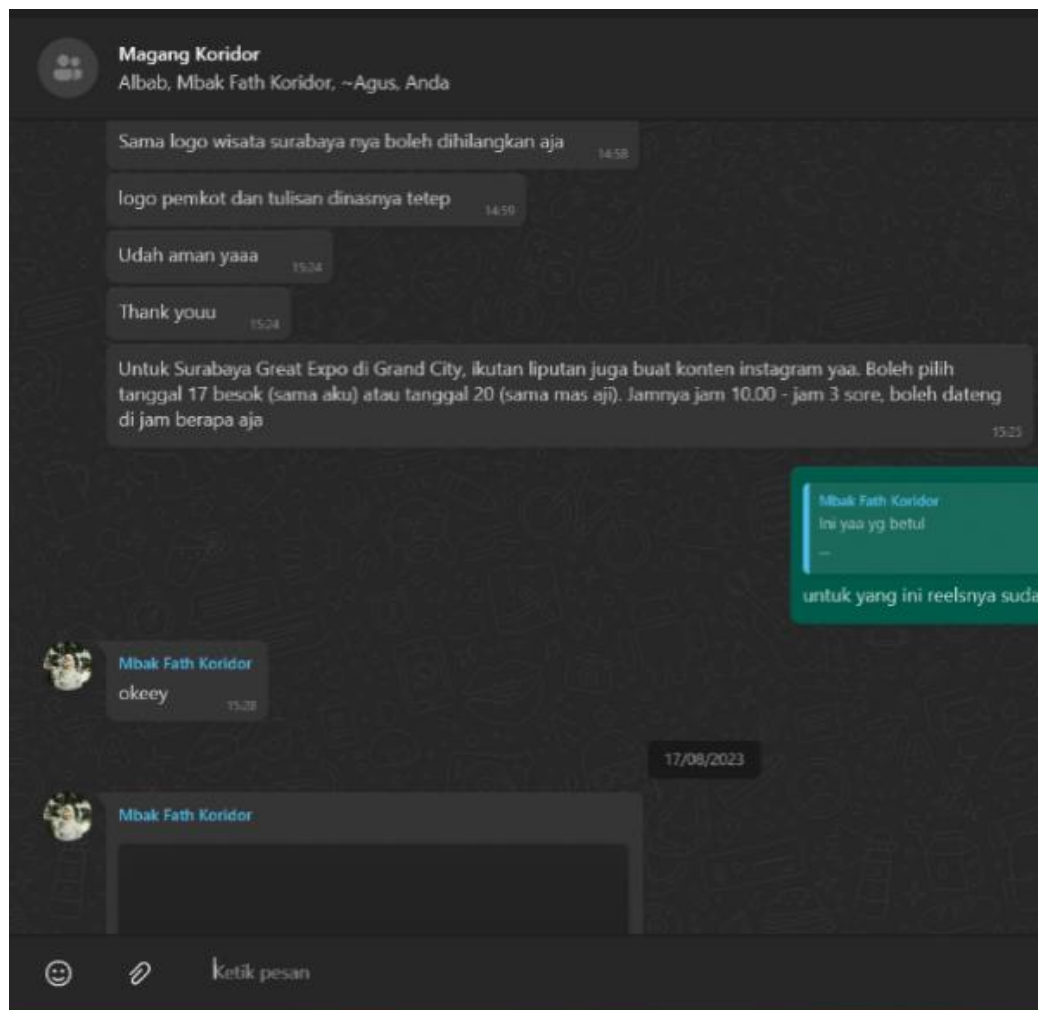 Magang Koridor
Albab, Mbak Fath Koridor, ~Agus, Anda
Sama logo wisata surabaya nya boleh dihilangkan aja
14:58
logo pemkot dan tulisan dinasnya tetep
14:59
Udah aman yaaa
15:24
Thank youu
15:24
Untuk Surabaya Great Expo di Grand City, ikutan liputan juga buat konten instagram yaa. Boleh pilih
tanggal 17 besok (sama aku) atau tanggal 20 (sama mas aji). Jamnya jam 10.00 - jam 3 sore, boleh dateng
di jam berapa aja
15:25
Mbak Fath Koridor
Ini yaa yg betul
...
untuk yang ini reelsnya suda
Mbak Fath Koridor
okeey
15:28
17/08/2023
Mbak Fath Koridor
Ketik pesan